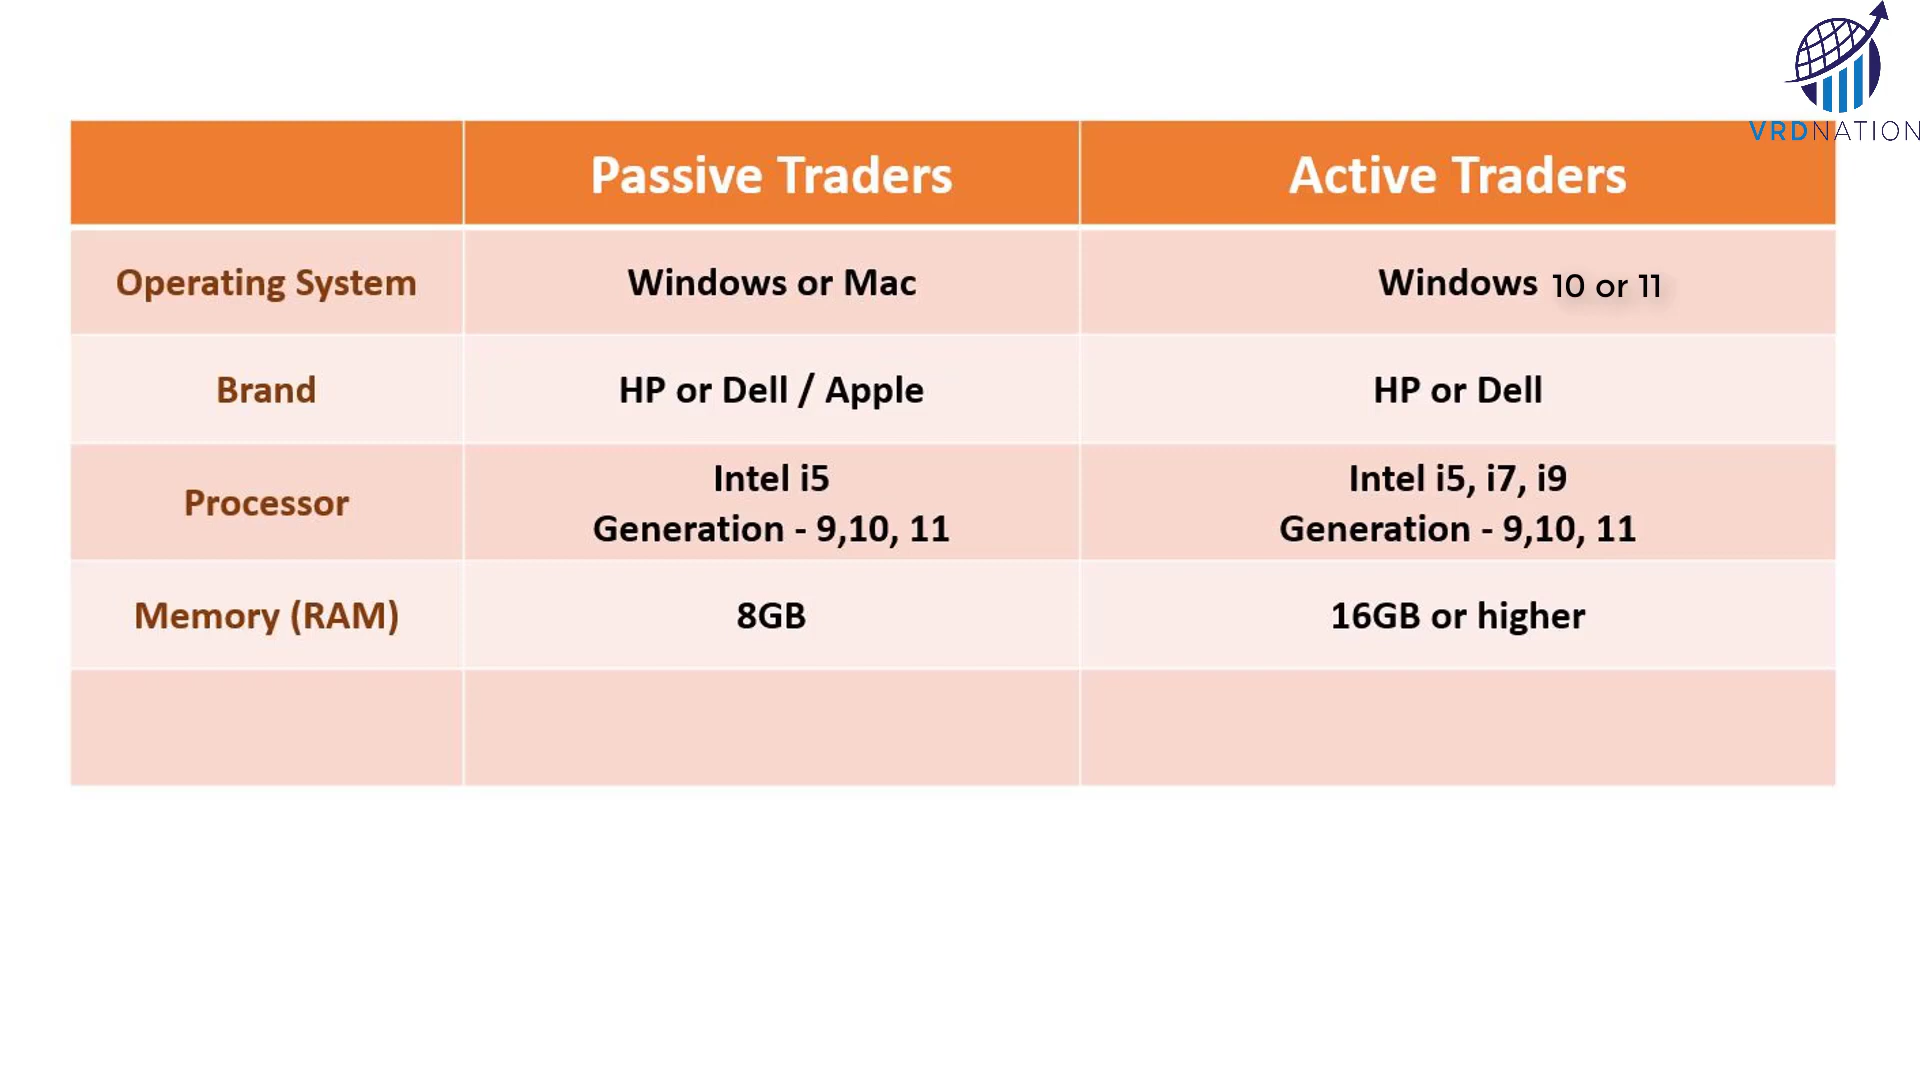 VRDNATION
Passive Traders
Active Traders
Operating System
Windows or Mac
Windows 10 or 11
Brand
HP or Dell / Apple
HP or Dell
Processor
Intel i5
Generation - 9,10, 11
Intel i5, i7, i9
Generation - 9,10, 11
Memory (RAM)
8GB
16GB or higher